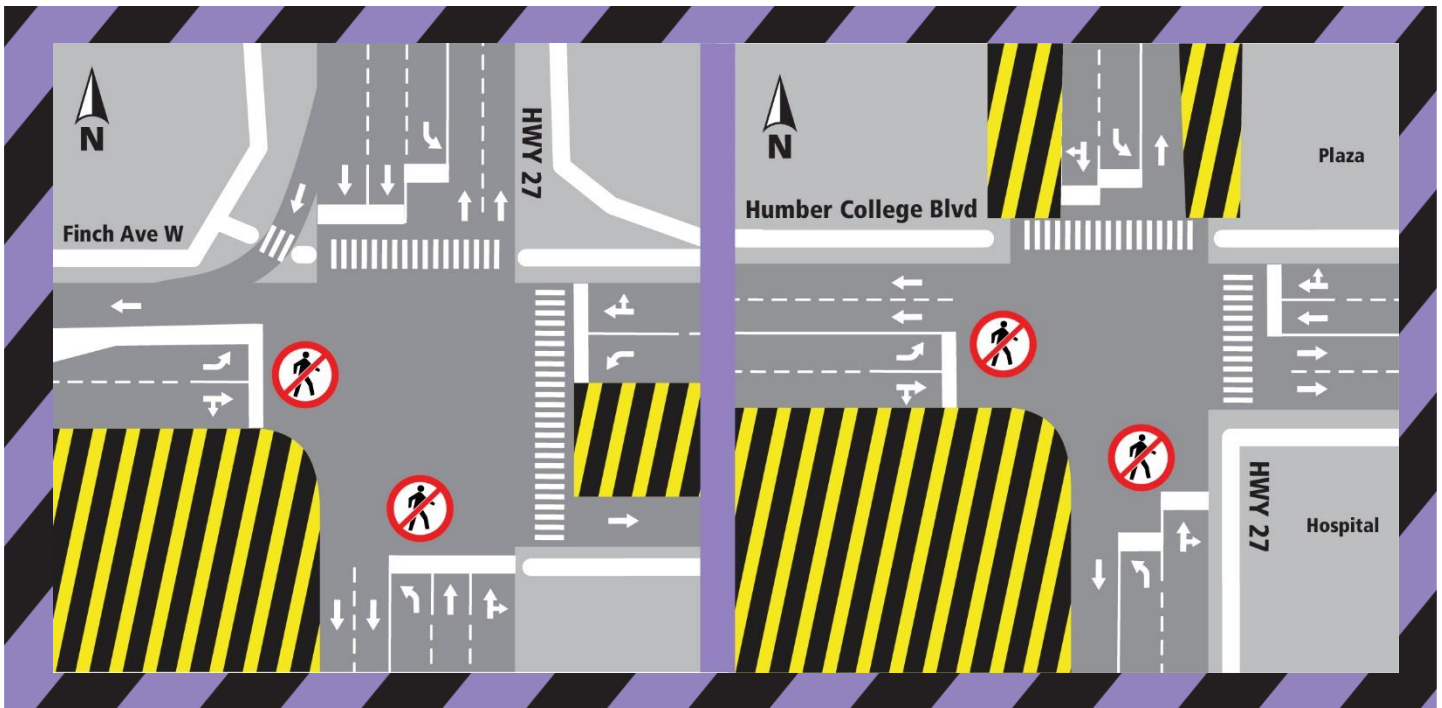 N
Finch Ave W
HWY 27
N
Humber College Blvd
Plaza
HWY 27
Hospital